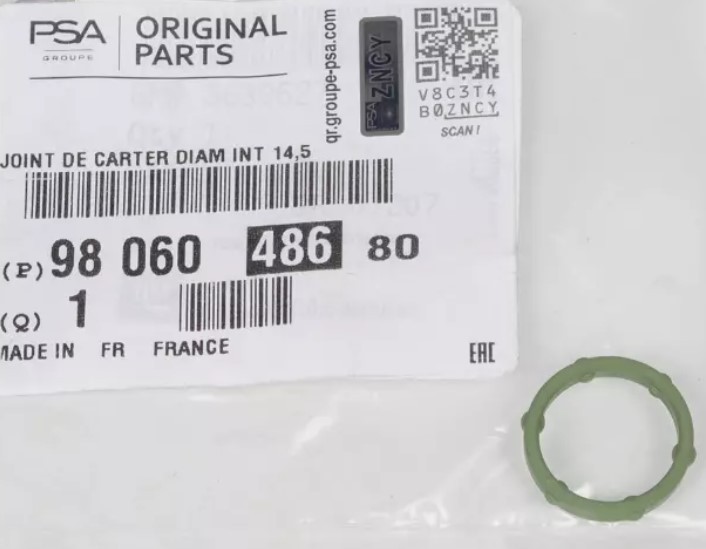 PSA
GROUPE
ORIGINAL
PARTS
qr.groupe-psa.com
PSA ZNCY
V8C3T4
B0ZNCY
SCAN!
JOINT DE CARTER DIAM INT 14,5
(P) 98 060 486 80
(Q) 1
MADE IN FR FRANCE
EAC